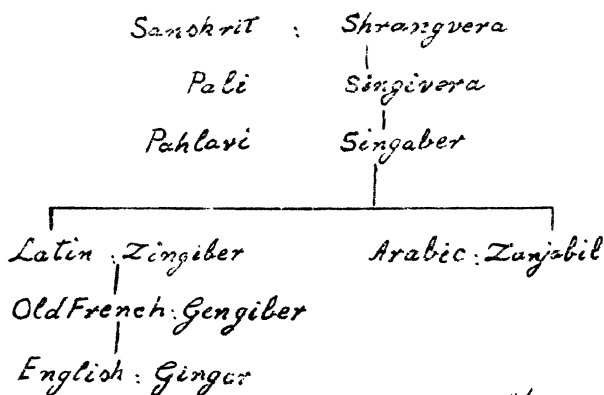 Sanskrit : Shrangvera
Pali Singivera
Pahlavi Singaber
Latin : Zingiber Arabic : Zanjabil
Old French : Gengiber
English : Ginger